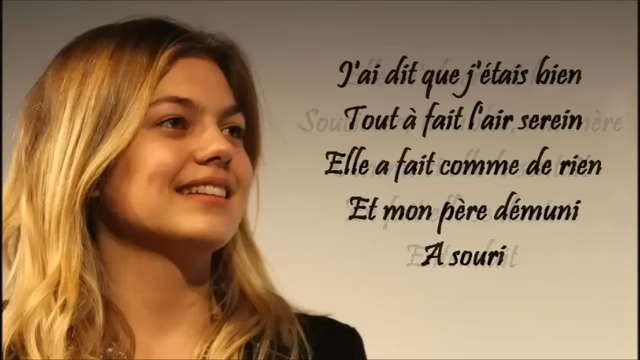 J'ai dit que j'étais bien
Tout à fait l'air serein
Elle a fait comme de rien
Et mon père démuni
A souri